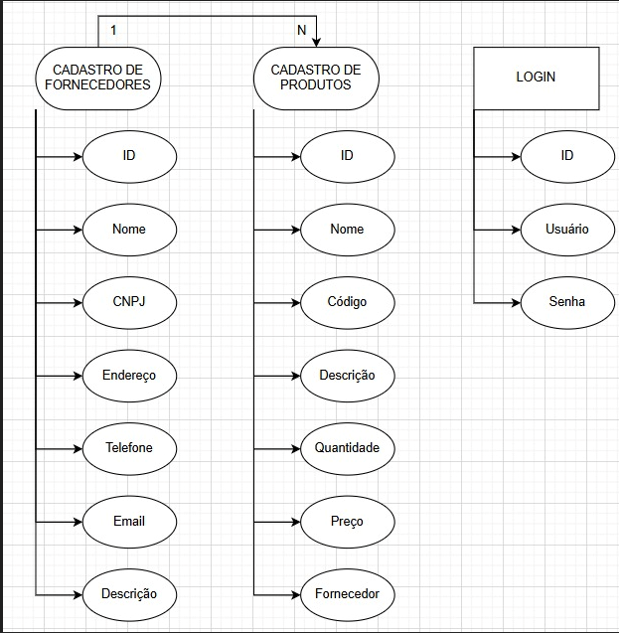 1
N
CADASTRO DE
FORNECEDORES
ID
Nome
CNPJ
Endereço
Telefone
Email
Descrição
CADASTRO DE
PRODUTOS
ID
Nome
Código
Descrição
Quantidade
Preço
Fornecedor
LOGIN
ID
Usuário
Senha